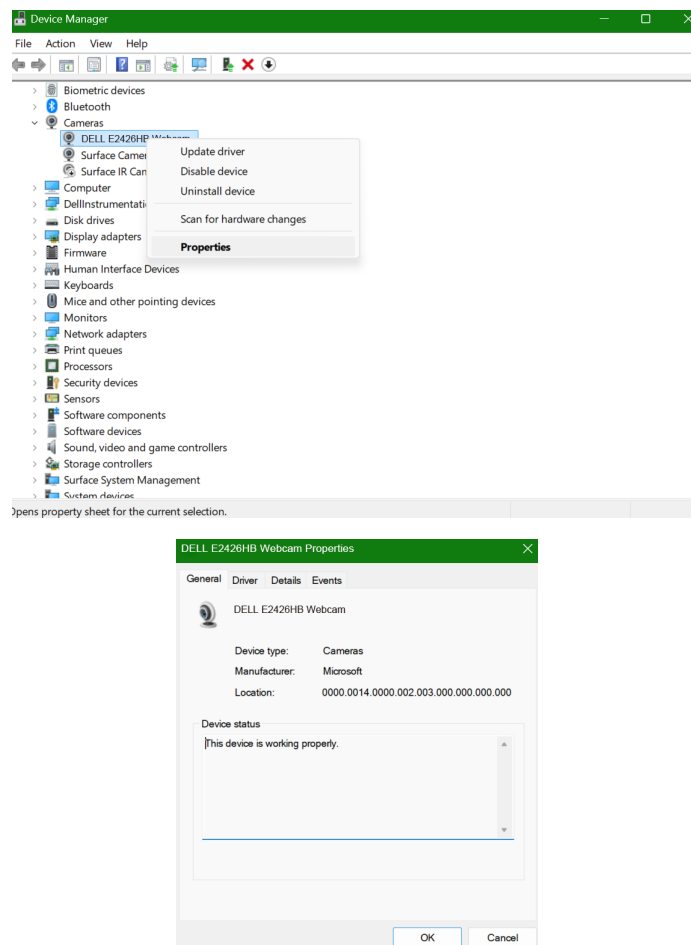 Device Manager
File Action View Help
Biometric devices
Bluetooth
Cameras
DELL E2426HB Webcam
Surface Camer
Surface IR Can
Update driver
Disable device
Uninstall device
Scan for hardware changes
Properties
Computer
DellInstrumentati
Disk drives
Display adapters
Firmware
Human Interface Devices
Keyboards
Mice and other pointing devices
Monitors
Network adapters
Print queues
Processors
Security devices
Sensors
Software components
Software devices
Sound, video and game controllers
Storage controllers
Surface System Management
System devices
Opens property sheet for the current selection.
DELL E2426HB Webcam Properties
General Driver Details Events
DELL E2426HB Webcam
Device type: Cameras
Manufacturer: Microsoft
Location: 0000.0014.0000.002.003.000.000.000.000
Device status
This device is working properly.
OK Cancel